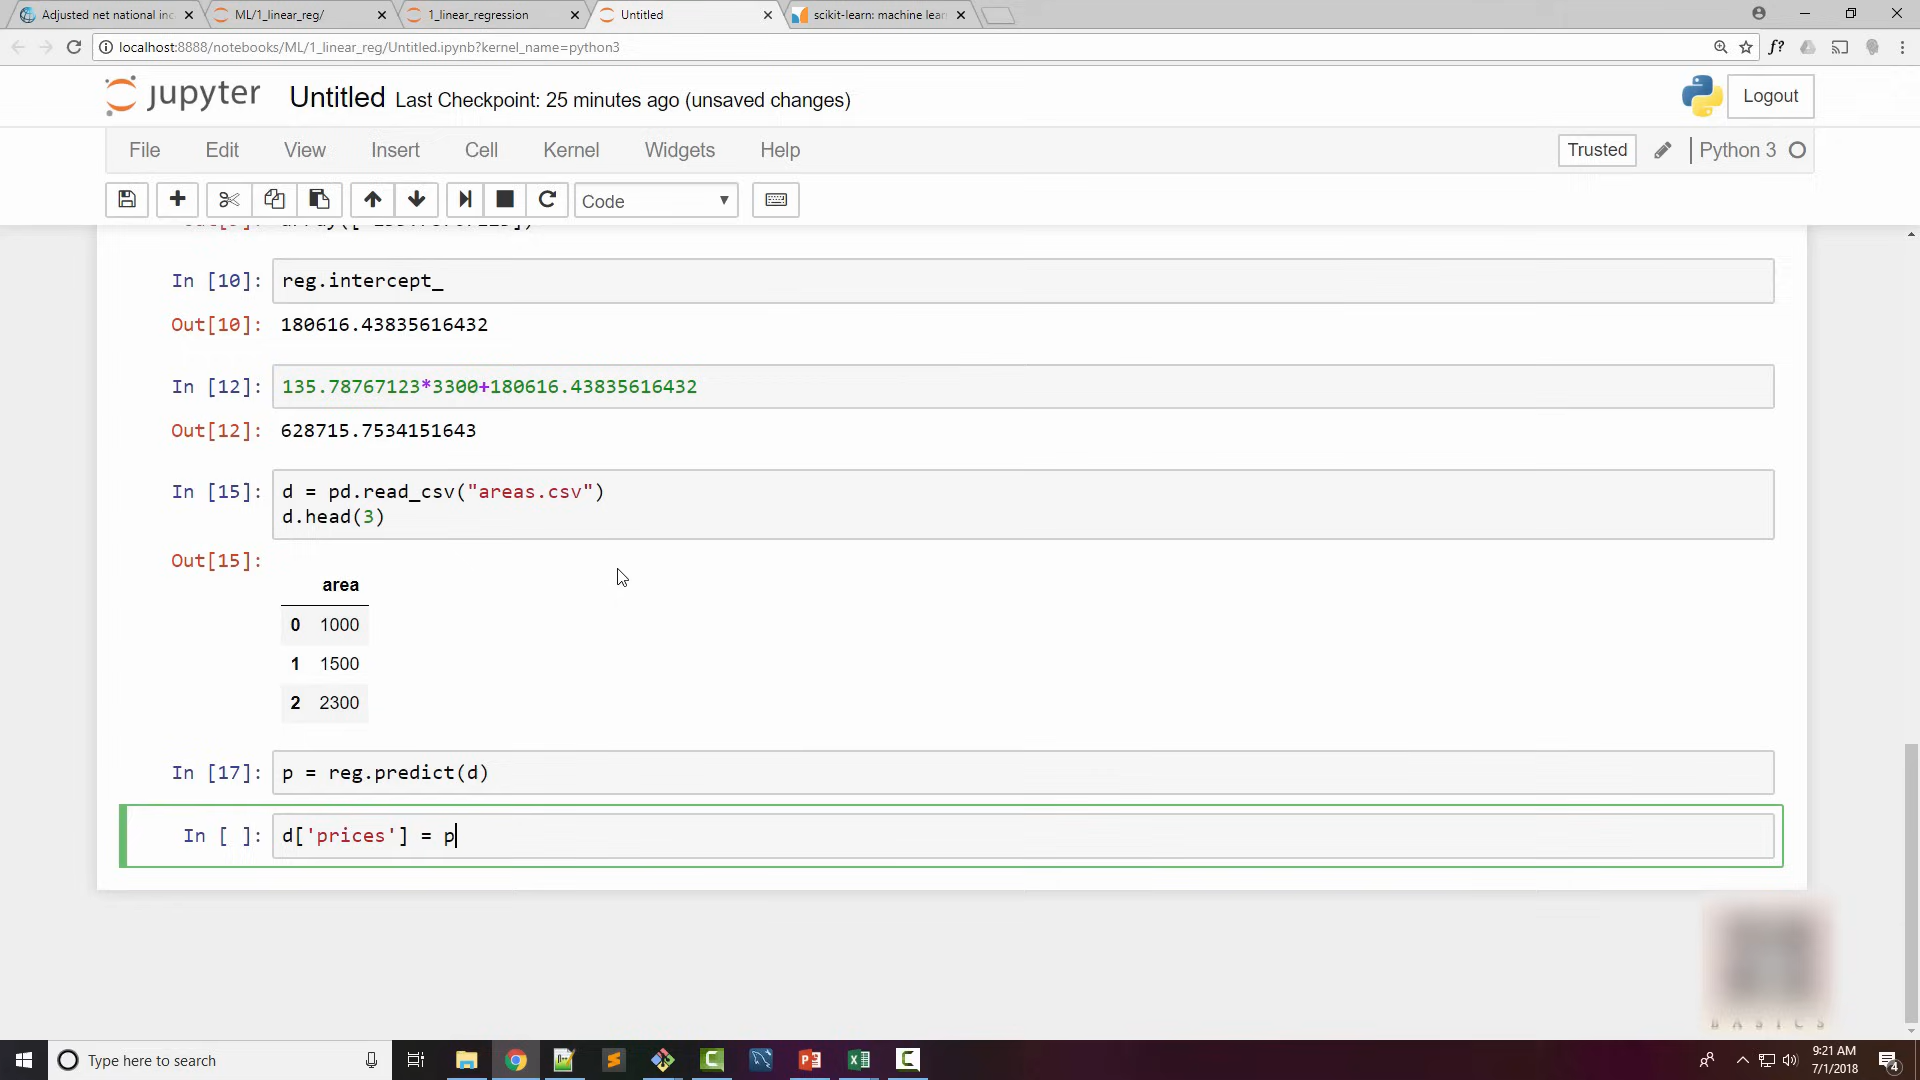 Adjusted net national inc
ML/1_linear_reg/
1_linear_regression
Untitled
scikit-learn: machine lear
localhost:8888/notebooks/ML/1_linear_reg/Untitled.ipynb?kernel_name=python3
f?
jupyter Untitled Last Checkpoint: 25 minutes ago (unsaved changes)
Logout
File Edit View Insert Cell Kernel Widgets Help
Trusted
Python 3
Code
In [10]: reg.intercept_
Out[10]: 180616.43835616432
In [12]: 135.78767123*3300+180616.43835616432
Out[12]: 628715.7534151643
In [15]: d = pd.read_csv("areas.csv")
d.head(3)
Out[15]:
area
0 1000
1 1500
2 2300
In [17]: p = reg.predict(d)
In [ ]: d['prices'] = p
BASICS
Type here to search
9:21 AM
7/1/2018
4